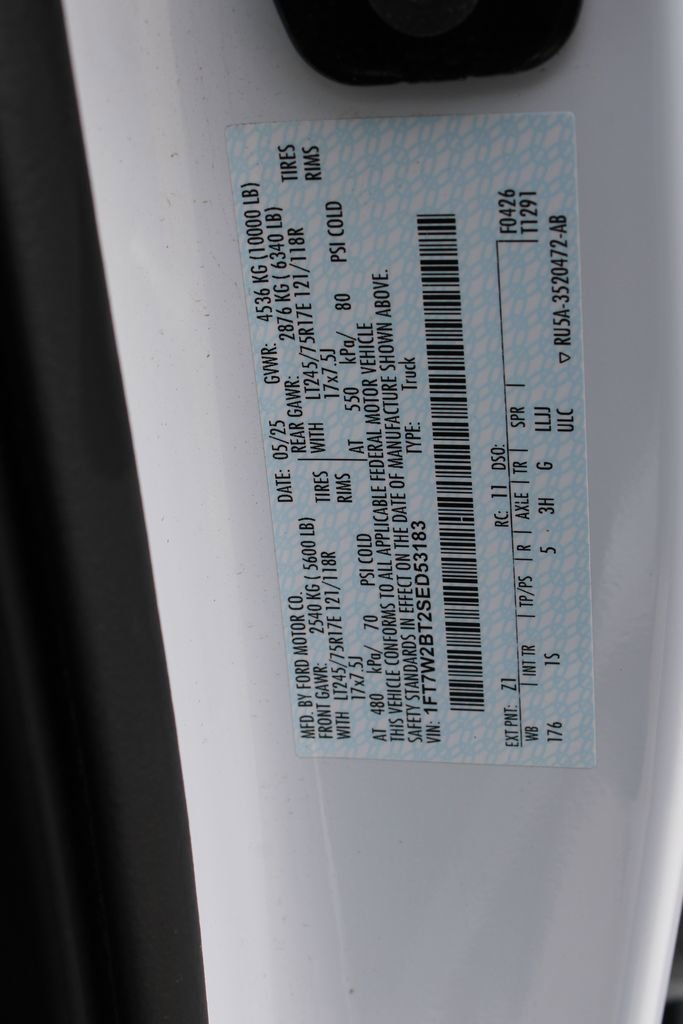 MFD. BY FORD MOTOR CO. DATE: 05/25 GVWR: 4536 KG (10000 LB)
FRONT GAWR: 2540 KG ( 5600 LB) REAR GAWR: 2876 KG ( 6340 LB)
WITH LT245/75R17E 121/118R TIRES WITH LT245/75R17E 121/118R TIRES
17x7.5J RIMS 17x7.5J RIMS
AT 480 kPa/ 70 PSI COLD AT 550 kPa/ 80 PSI COLD
THIS VEHICLE CONFORMS TO ALL APPLICABLE FEDERAL MOTOR VEHICLE
SAFETY STANDARDS IN EFFECT ON THE DATE OF MANUFACTURE SHOWN ABOVE.
VIN: 1FT7W2BT2SED53183 TYPE: Truck
EXT PNT: Z1 RC: 11 DSO: F0426
WB INT TR TP/PS R AXLE TR SPR T1291
176 1S 5 3H G LLJJ
ULC ▽ RU5A-3520472-AB